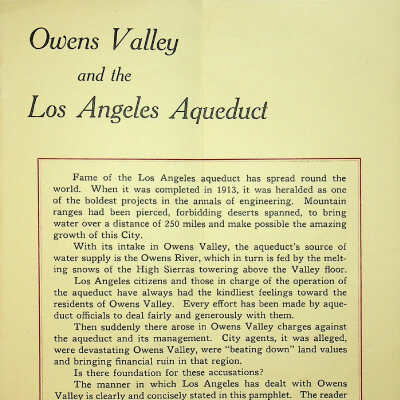 Owens Valley
and the
Los Angeles Aqueduct
Fame of the Los Angeles aqueduct has spread round the
world. When it was completed in 1913, it was heralded as one
of the boldest projects in the annals of engineering. Mountain
ranges had been pierced, forbidding deserts spanned, to bring
water over a distance of 250 miles and make possible the amazing
growth of this City.
With its intake in Owens Valley, the aqueduct's source of
water supply is the Owens River, which in turn is fed by the melt-
ing snows of the High Sierras towering above the Valley floor.
Los Angeles citizens and those in charge of the operation of
the aqueduct have always had the kindliest feelings toward the
residents of Owens Valley. Every effort has been made by aque-
duct officials to deal fairly and generously with them.
Then suddenly there arose in Owens Valley charges against
the aqueduct and its management. City agents, it was alleged,
were devastating Owens Valley, were "beating down" land values
and bringing financial ruin in that region.
Is there foundation for these accusations?
The manner in which Los Angeles has dealt with Owens
Valley is clearly and concisely stated in this pamphlet. The reader